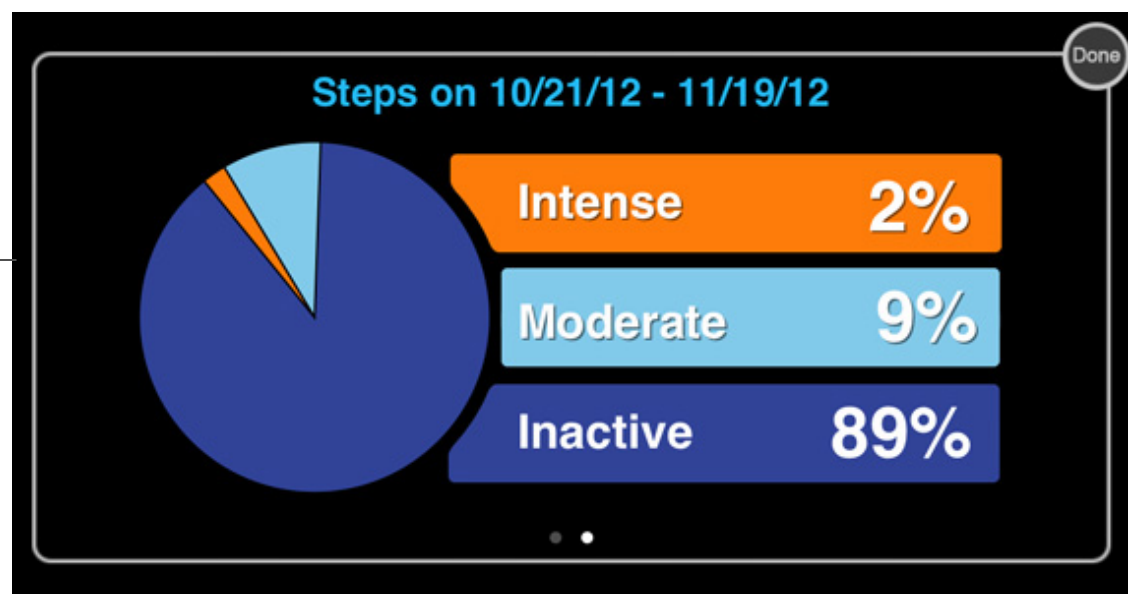 Done
Steps on 10/21/12 - 11/19/12
Intense 2%
Moderate 9%
Inactive 89%